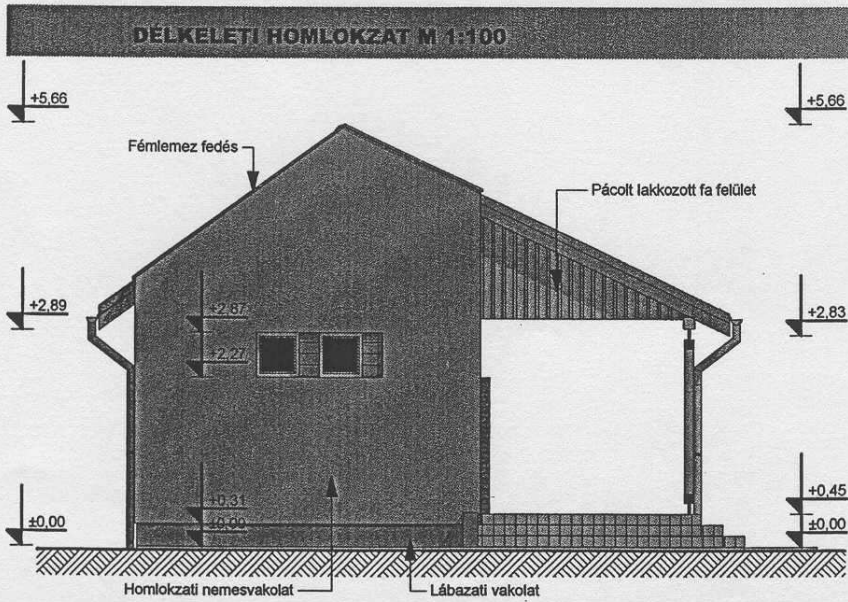 DÉLKELETI HOMLOKZAT M 1:100
+5,66
+5,66
Fémlemez fedés
Pácolt lakkozott fa felület
+2,89
+2,87
+2,83
+2,27
+0,31
+0,45
±0,00
±0,00
±0,00
Homlokzati nemesvakolat
Lábazati vakolat